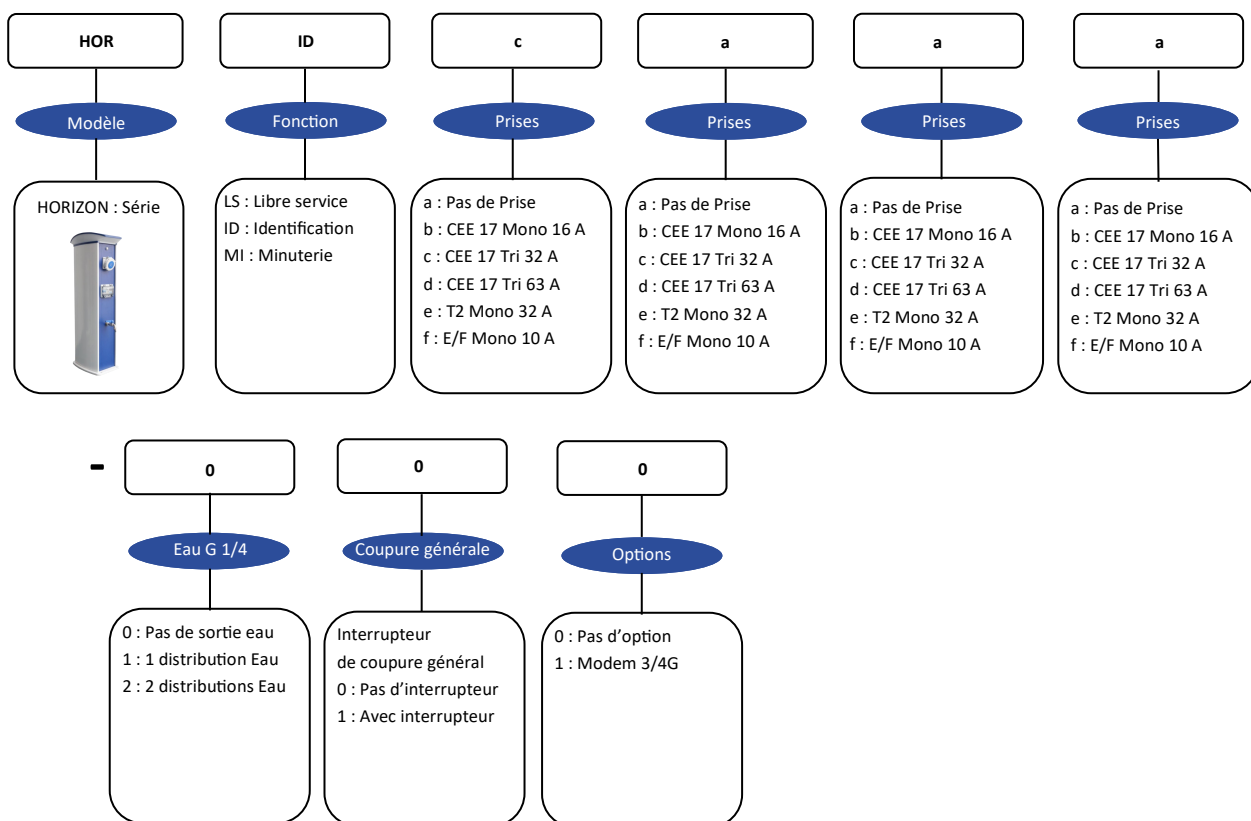 HOR
ID
c
a
a
a
Modèle
Fonction
Prises
Prises
Prises
Prises
HORIZON : Série
LS : Libre service
ID : Identification
MI : Minuterie
a : Pas de Prise
b : CEE 17 Mono 16 A
c : CEE 17 Tri 32 A
d : CEE 17 Tri 63 A
e : T2 Mono 32 A
f : E/F Mono 10 A
a : Pas de Prise
b : CEE 17 Mono 16 A
c : CEE 17 Tri 32 A
d : CEE 17 Tri 63 A
e : T2 Mono 32 A
f : E/F Mono 10 A
a : Pas de Prise
b : CEE 17 Mono 16 A
c : CEE 17 Tri 32 A
d : CEE 17 Tri 63 A
e : T2 Mono 32 A
f : E/F Mono 10 A
a : Pas de Prise
b : CEE 17 Mono 16 A
c : CEE 17 Tri 32 A
d : CEE 17 Tri 63 A
e : T2 Mono 32 A
f : E/F Mono 10 A
-
0
0
0
Eau G 1/4
Coupure générale
Options
0 : Pas de sortie eau
1 : 1 distribution Eau
2 : 2 distributions Eau
Interrupteur
de coupure général
0 : Pas d’interrupteur
1 : Avec interrupteur
0 : Pas d’option
1 : Modem 3/4G